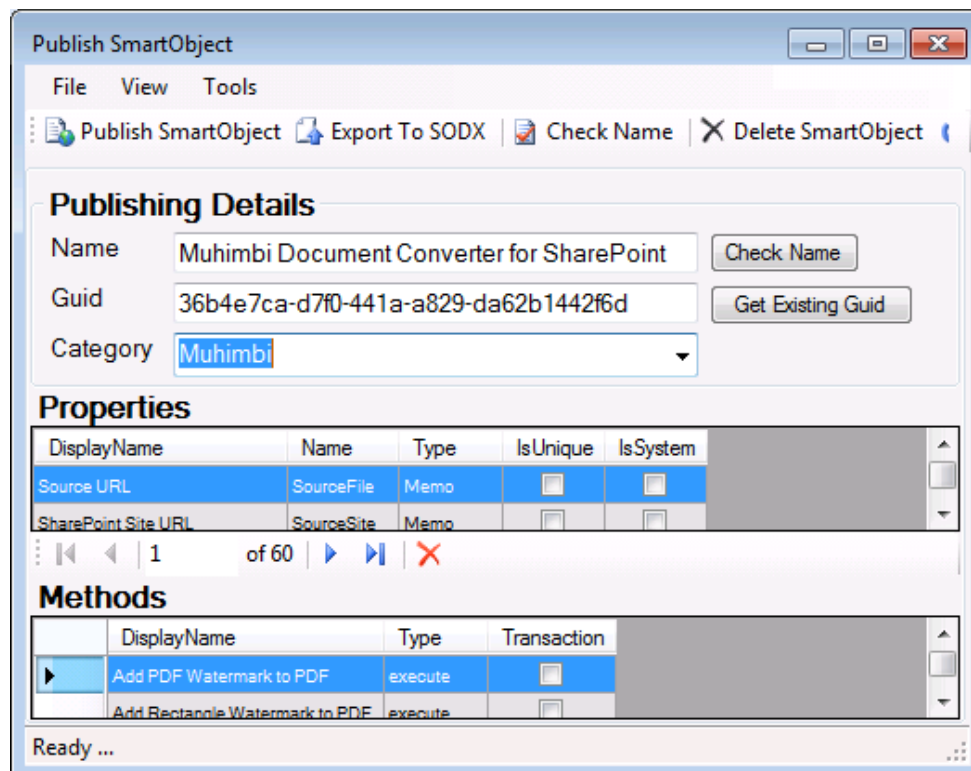 Publish SmartObject
File View Tools
Publish SmartObject Export To SODX Check Name Delete SmartObject
Publishing Details
Name Muhimbi Document Converter for SharePoint Check Name
Guid 36b4e7ca-d7f0-441a-a829-da62b1442f6d Get Existing Guid
Category Muhimbi
Properties
DisplayName Name Type IsUnique IsSystem
Source URL SourceFile Memo
SharePoint Site URL SourceSite Memo
1 of 60
Methods
DisplayName Type Transaction
Add PDF Watermark to PDF execute
Add Rectangle Watermark to PDF execute
Ready ...